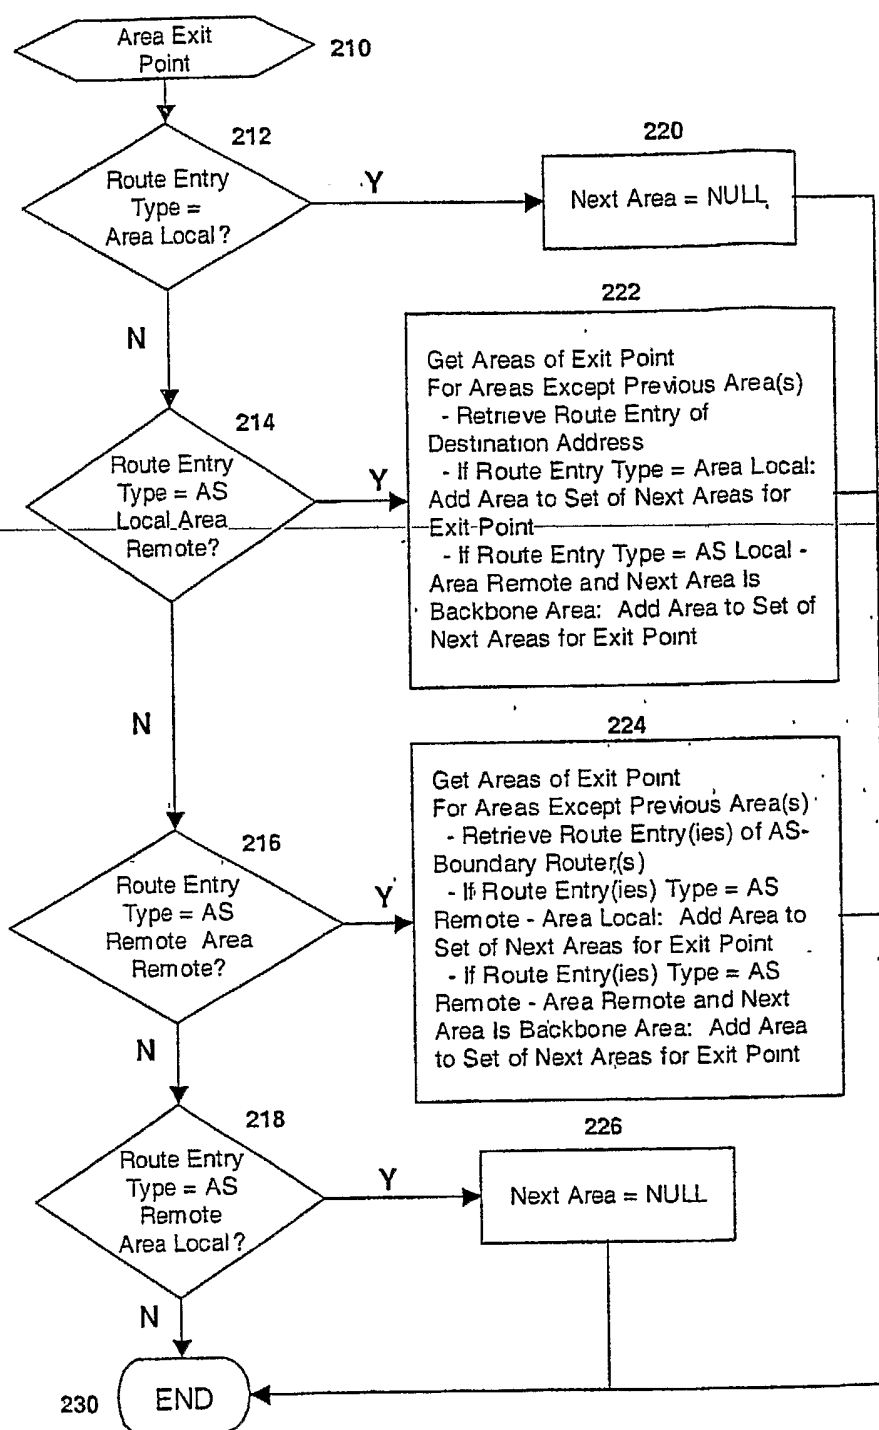 Area Exit
Point
210
212
Route Entry
Type =
Area Local?
Y
220
Next Area = NULL
N
222
Get Areas of Exit Point
For Areas Except Previous Area(s)
- Retrieve Route Entry of
Destination Address
- If Route Entry Type = Area Local:
Add Area to Set of Next Areas for
Exit Point
- If Route Entry Type = AS Local -
Area Remote and Next Area Is
Backbone Area: Add Area to Set of
Next Areas for Exit Point
214
Route Entry
Type = AS
Local Area
Remote?
Y
N
224
Get Areas of Exit Point
For Areas Except Previous Area(s)
- Retrieve Route Entry(ies) of AS-
Boundary Router(s)
- If Route Entry(ies) Type = AS
Remote - Area Local: Add Area to
Set of Next Areas for Exit Point
- If Route Entry(ies) Type = AS
Remote - Area Remote and Next
Area Is Backbone Area: Add Area
to Set of Next Areas for Exit Point
216
Route Entry
Type = AS
Remote Area
Remote?
Y
N
218
Route Entry
Type = AS
Remote
Area Local?
Y
226
Next Area = NULL
N
230
END